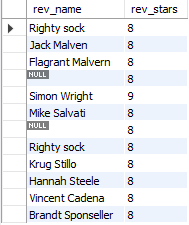 rev_name rev_stars
Righty sock 8
Jack Malven 8
Flagrant Malvern 8
NULL 8
Simon Wright 9
Mike Salvati 8
NULL 8
Righty sock 8
Krug Stillo 8
Hannah Steele 8
Vincent Cadena 8
Brandt Sponseller 8